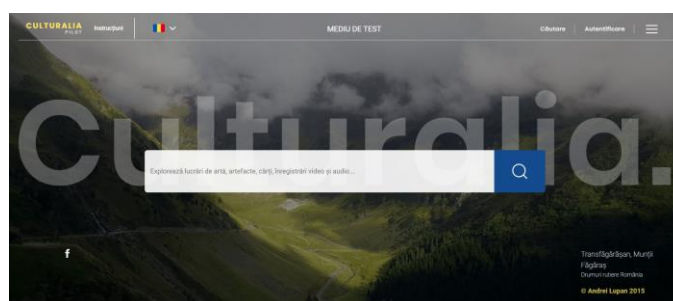 CULTURALIA
PILOT
Instrucțiuni
MEDIU DE TEST
Căutare
Autentificare
Culturalia.
Explorează lucrări de artă, artefacte, cărți, înregistrări video și audio...
f
Transfăgărășan, Munții
Făgăraș
Drumuri rutiere România
© Andrei Lupan 2015